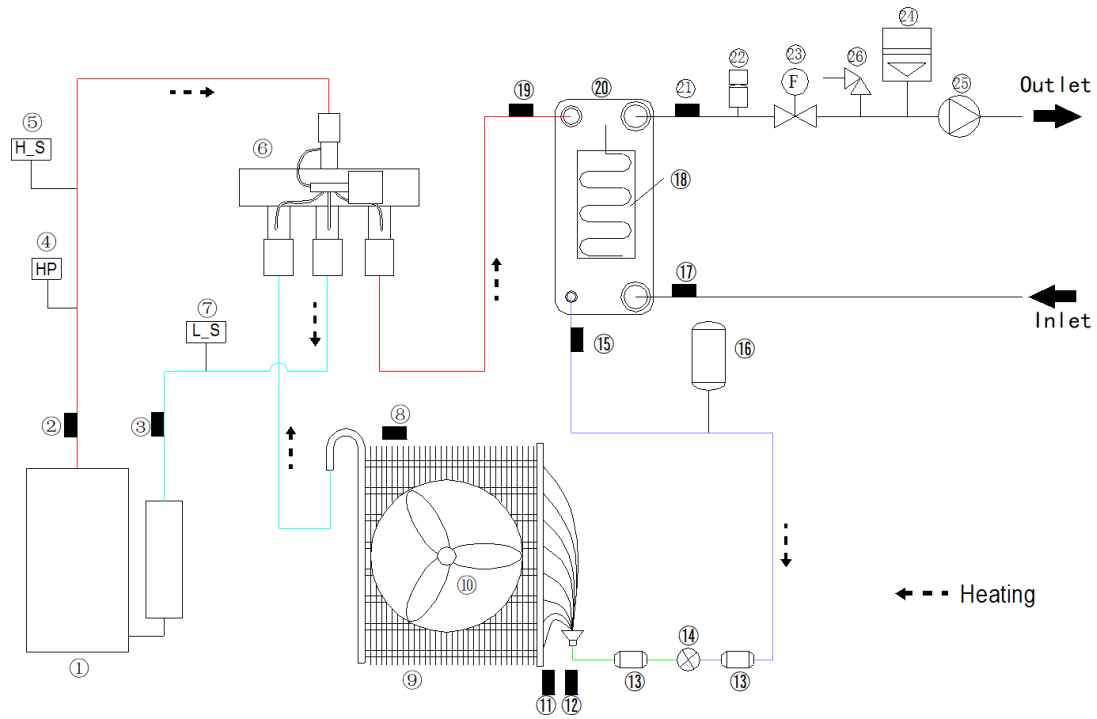 ㉔
㉒ ㉓ ㉖
F
㉕
Outlet
⑲ ⑳ ㉑
⑤
H_S
⑥
⑱
④
HP
⑰
Inlet
⑦
L_S
⑮
⑯
⑧
②
③
⑩
Heating
⑭
①
⑨
⑬
⑬
⑪
⑫